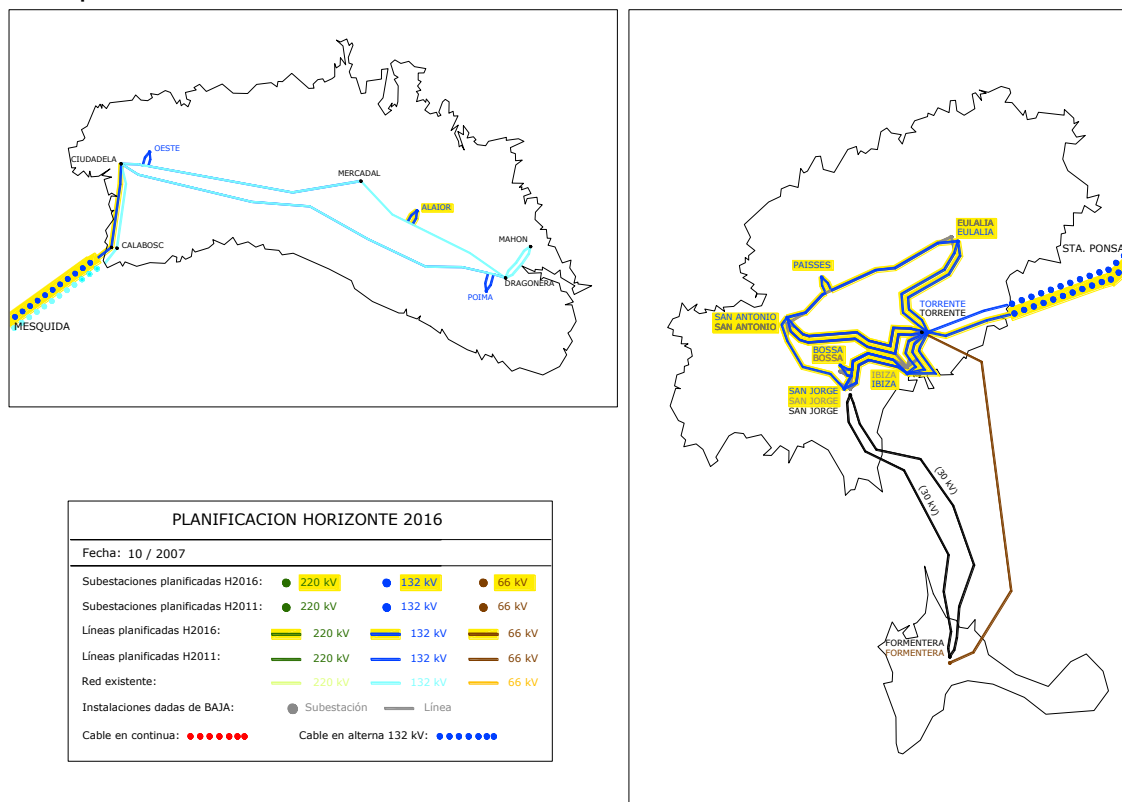 OESTE
CIUDADELA
MERCADAL
ALAIOR
MAHON
CALABOSC
DRAGONERA
POIMA
MESQUIDA
EULALIA
EULALIA
STA. PONSA
PAISSES
TORRENTE
TORRENTE
SAN ANTONIO
SAN ANTONIO
BOSSA
BOSSA
IBIZA
IBIZA
SAN JORGE
SAN JORGE
SAN JORGE
(30 kV)
(30 kV)
FORMENTERA
FORMENTERA
PLANIFICACION HORIZONTE 2016
Fecha: 10 / 2007
Subestaciones planificadas H2016: 220 kV 132 kV 66 kV
Subestaciones planificadas H2011: 220 kV 132 kV 66 kV
Líneas planificadas H2016: 220 kV 132 kV 66 kV
Líneas planificadas H2011: 220 kV 132 kV 66 kV
Red existente: 220 kV 132 kV 66 kV
Instalaciones dadas de BAJA: Subestación Línea
Cable en continua: Cable en alterna 132 kV: